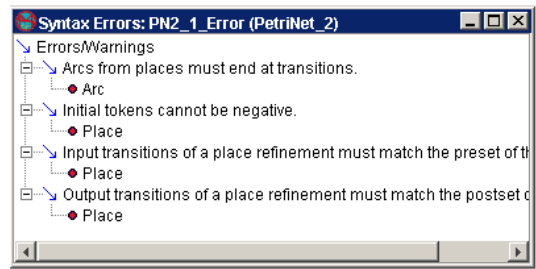 Syntax Errors: PN2_1_Error (PetriNet_2)
Errors/Warnings
Arcs from places must end at transitions.
Arc
Initial tokens cannot be negative.
Place
Input transitions of a place refinement must match the preset of
Place
Output transitions of a place refinement must match the postset
Place